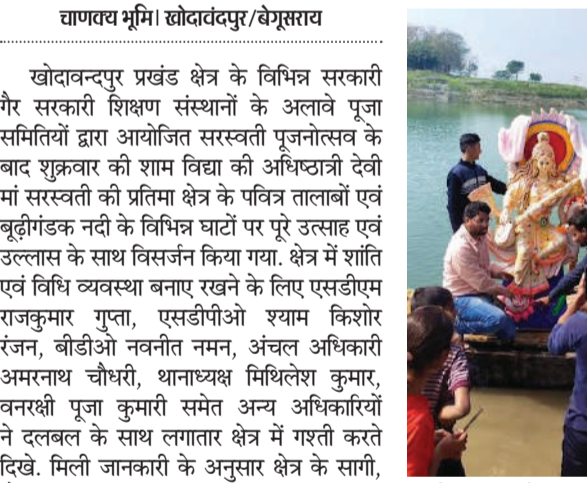 चाणक्य भूमि। खोदावंदपुर/बेगूसराय
खोदावन्दपुर प्रखंड क्षेत्र के विभिन्न सरकारी
गैर सरकारी शिक्षण संस्थानों के अलावे पूजा
समितियों द्वारा आयोजित सरस्वती पूजनोत्सव के
बाद शुक्रवार की शाम विद्या की अधिष्ठात्री देवी
मां सरस्वती की प्रतिमा क्षेत्र के पवित्र तालाबों एवं
बूढ़ीगंडक नदी के विभिन्न घाटों पर पूरे उत्साह एवं
उल्लास के साथ विसर्जन किया गया. क्षेत्र में शांति
एवं विधि व्यवस्था बनाए रखने के लिए एसडीएम
राजकुमार गुप्ता, एसडीपीओ श्याम किशोर
रंजन, बीडीओ नवनीत नमन, अंचल अधिकारी
अमरनाथ चौधरी, थानाध्यक्ष मिथिलेश कुमार,
वनरक्षी पूजा कुमारी समेत अन्य अधिकारियों
ने दलबल के साथ लगातार क्षेत्र में गश्ती करते
दिखे. मिली जानकारी के अनुसार क्षेत्र के सागी,